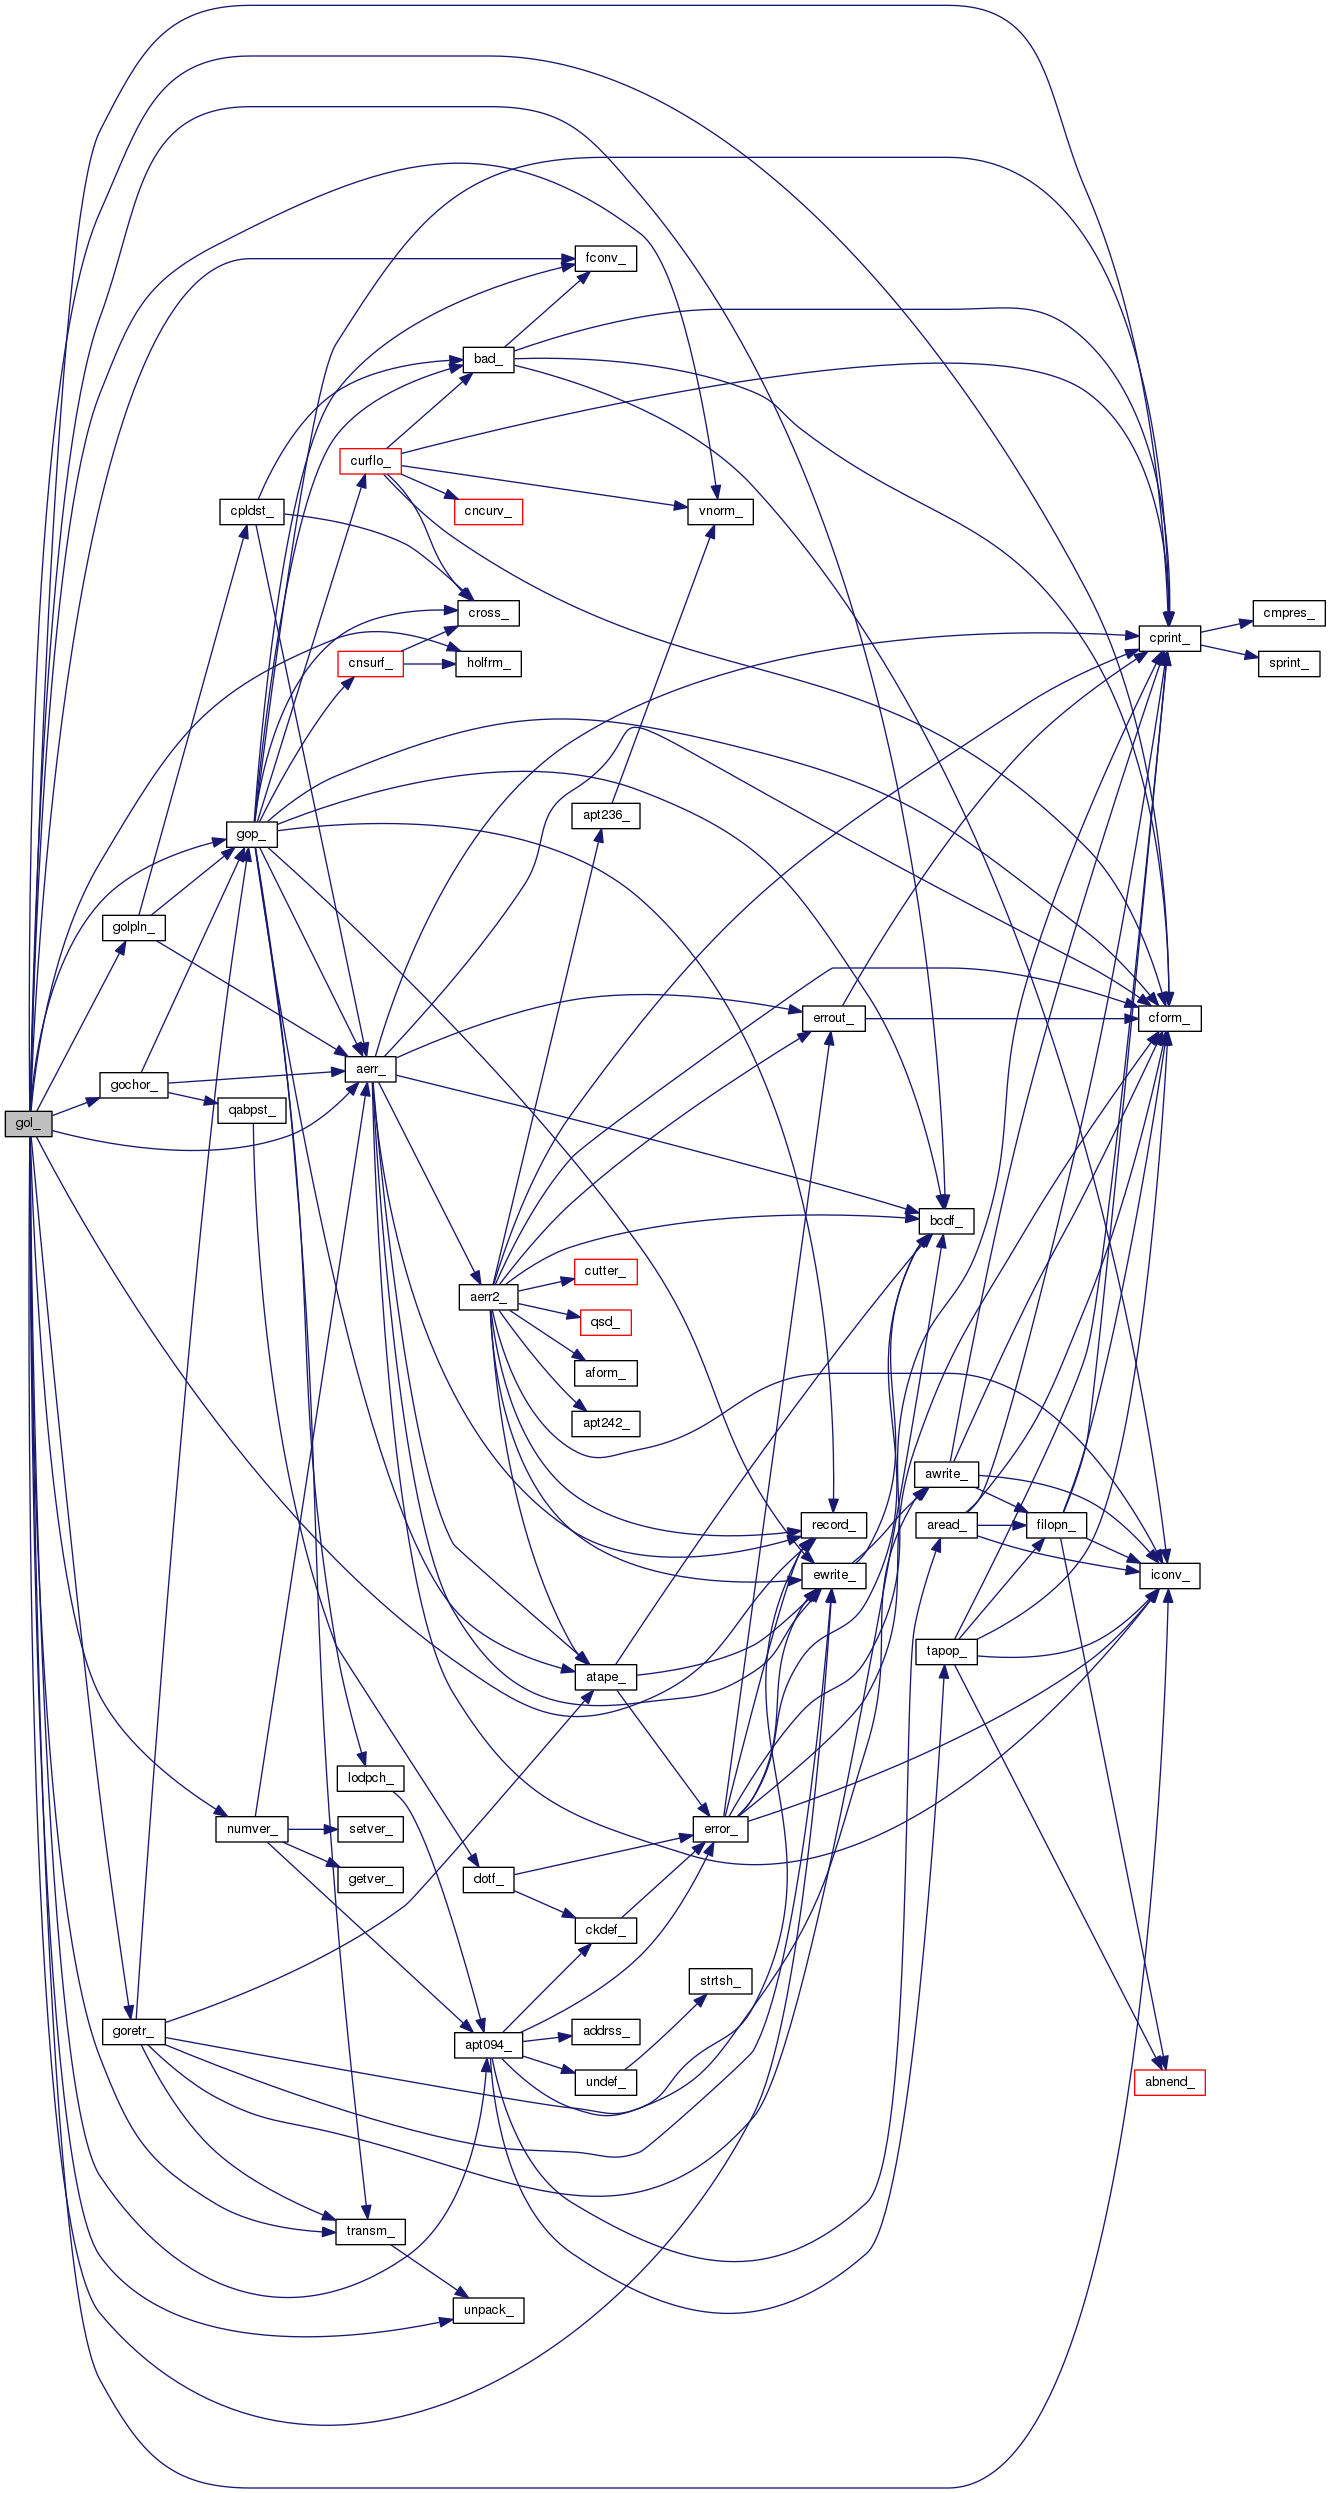 fconv_
bad_
curflo_
cncurv_
vnorm_
cpldst_
cross_
cmpres_
cprint_
holfrm_
cnsurf_
sprint_
apt236_
gop_
golpln_
errout_
cform_
aerr_
gochor_
qabpst_
gol_
bcdf_
cutter_
aerr2_
qsd_
aform_
apt242_
awrite_
record_
aread_
filopn_
ewrite_
iconv_
tapop_
atape_
lodpch_
numver_
setver_
error_
getver_
dotf_
ckdef_
strtsh_
goretr_
addrss_
apt094_
undef_
abnend_
transm_
unpack_